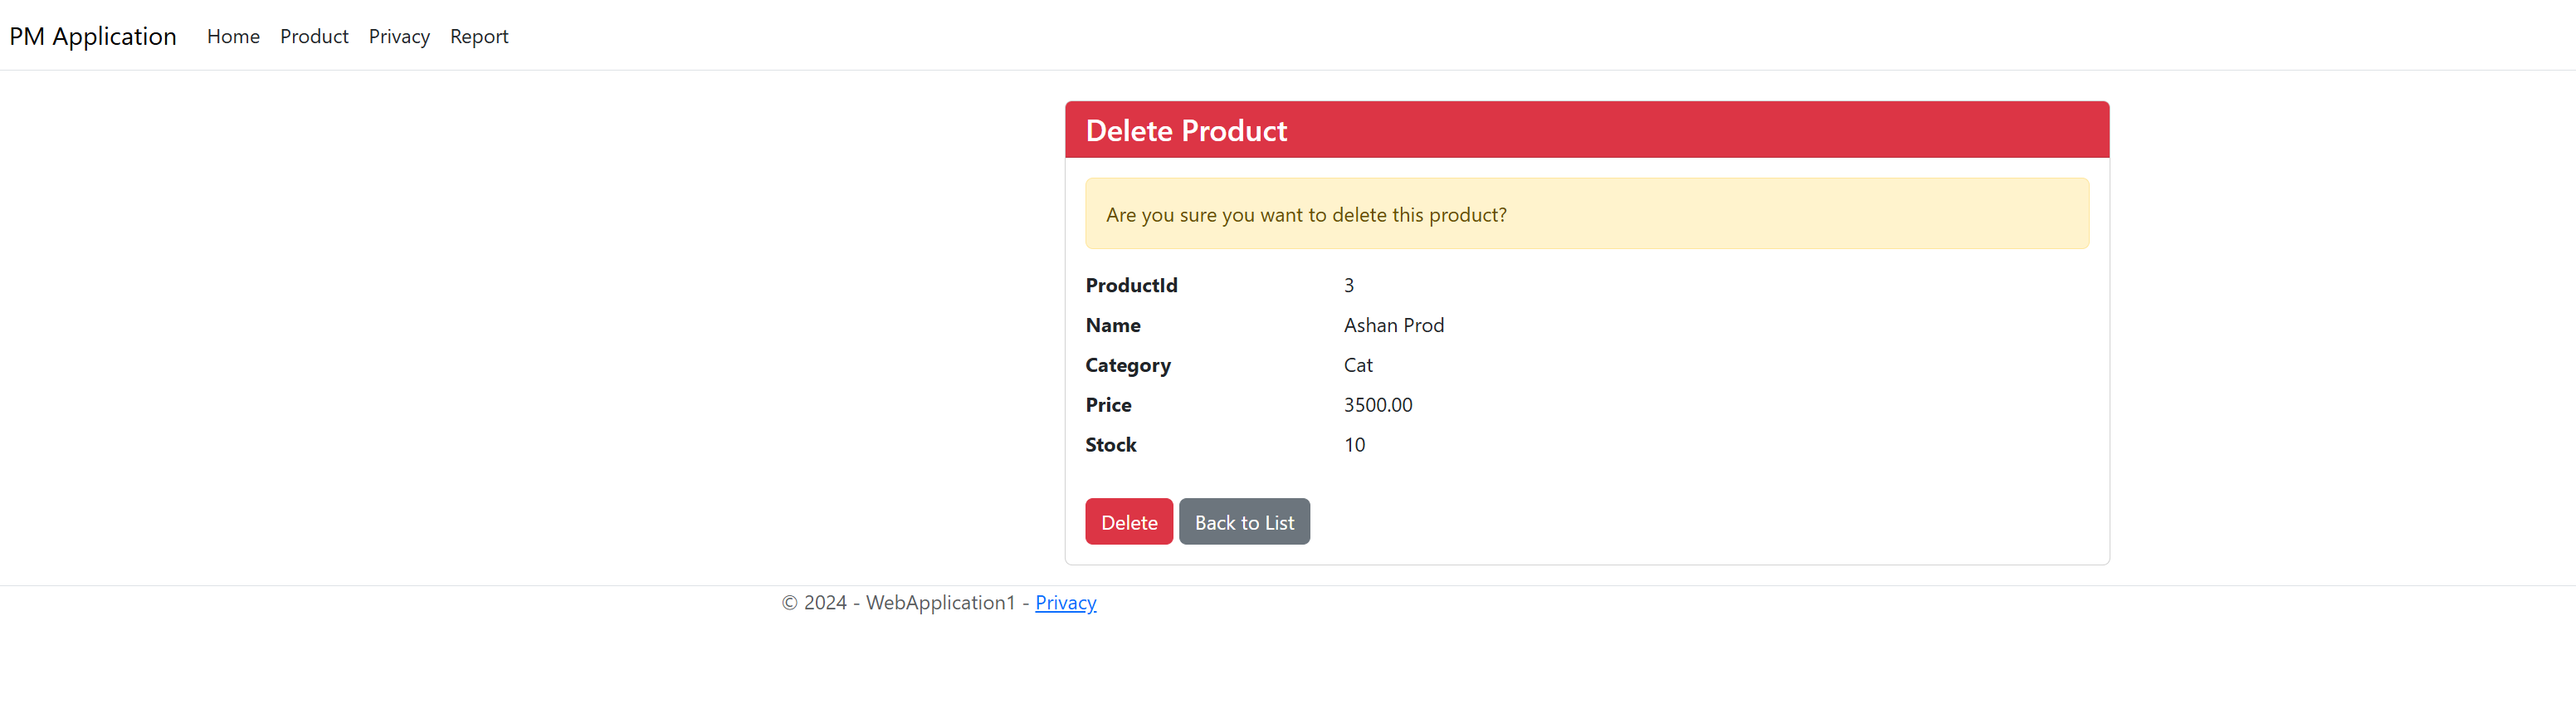 PM Application Home Product Privacy Report
Delete Product
Are you sure you want to delete this product?
ProductId 3
Name Ashan Prod
Category Cat
Price 3500.00
Stock 10
Delete Back to List
© 2024 - WebApplication1 - Privacy